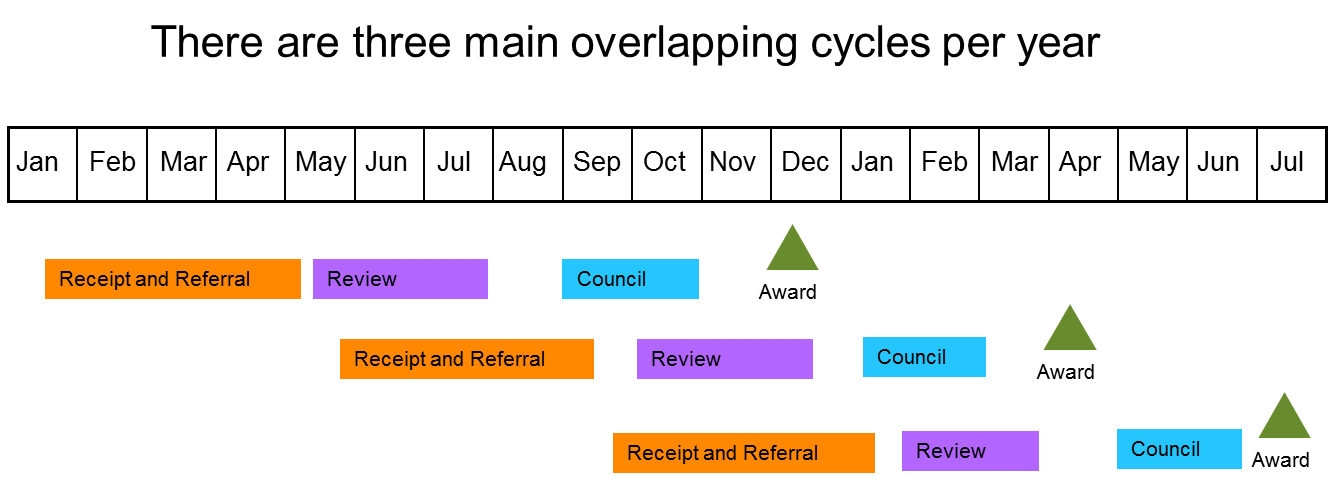 There are three main overlapping cycles per year
Jan Feb Mar Apr May Jun Jul Aug Sep Oct Nov Dec Jan Feb Mar Apr May Jun Jul
Receipt and Referral Review Council
Award
Receipt and Referral Review Council
Award
Receipt and Referral Review Council
Award